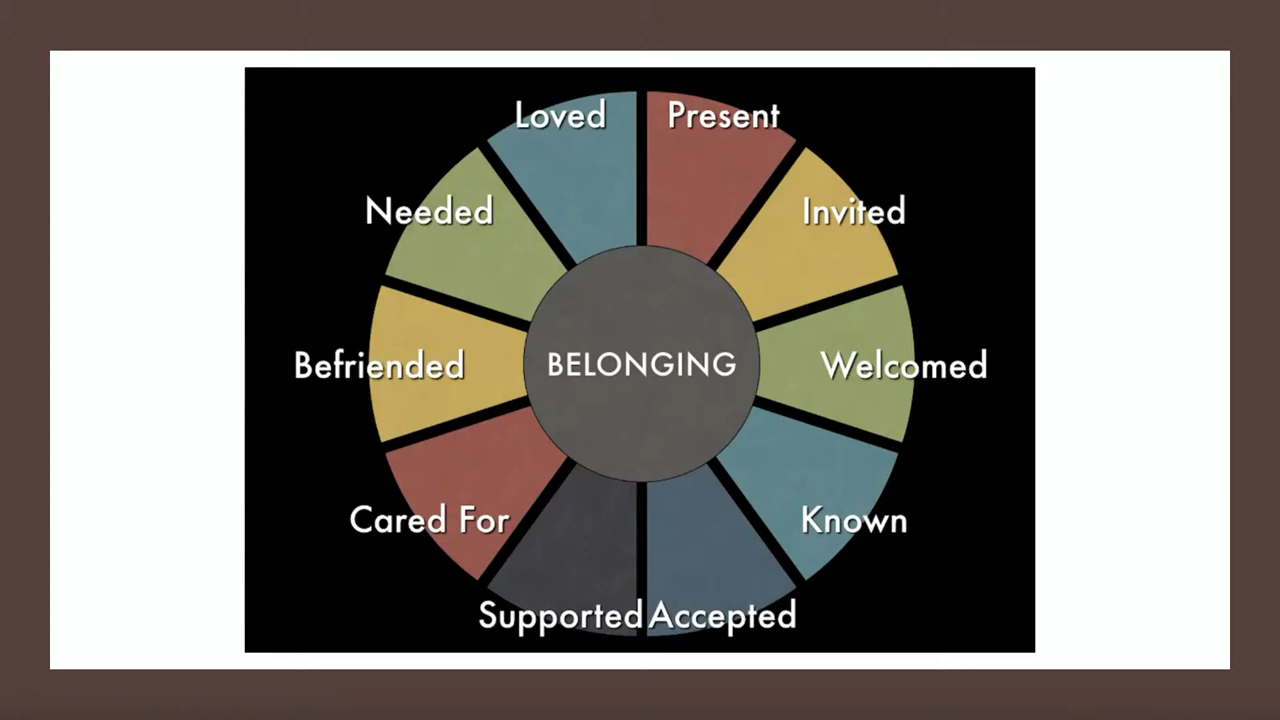 Loved
Present
Needed
Invited
Befriended
BELONGING
Welcomed
Cared For
Known
Supported
Accepted